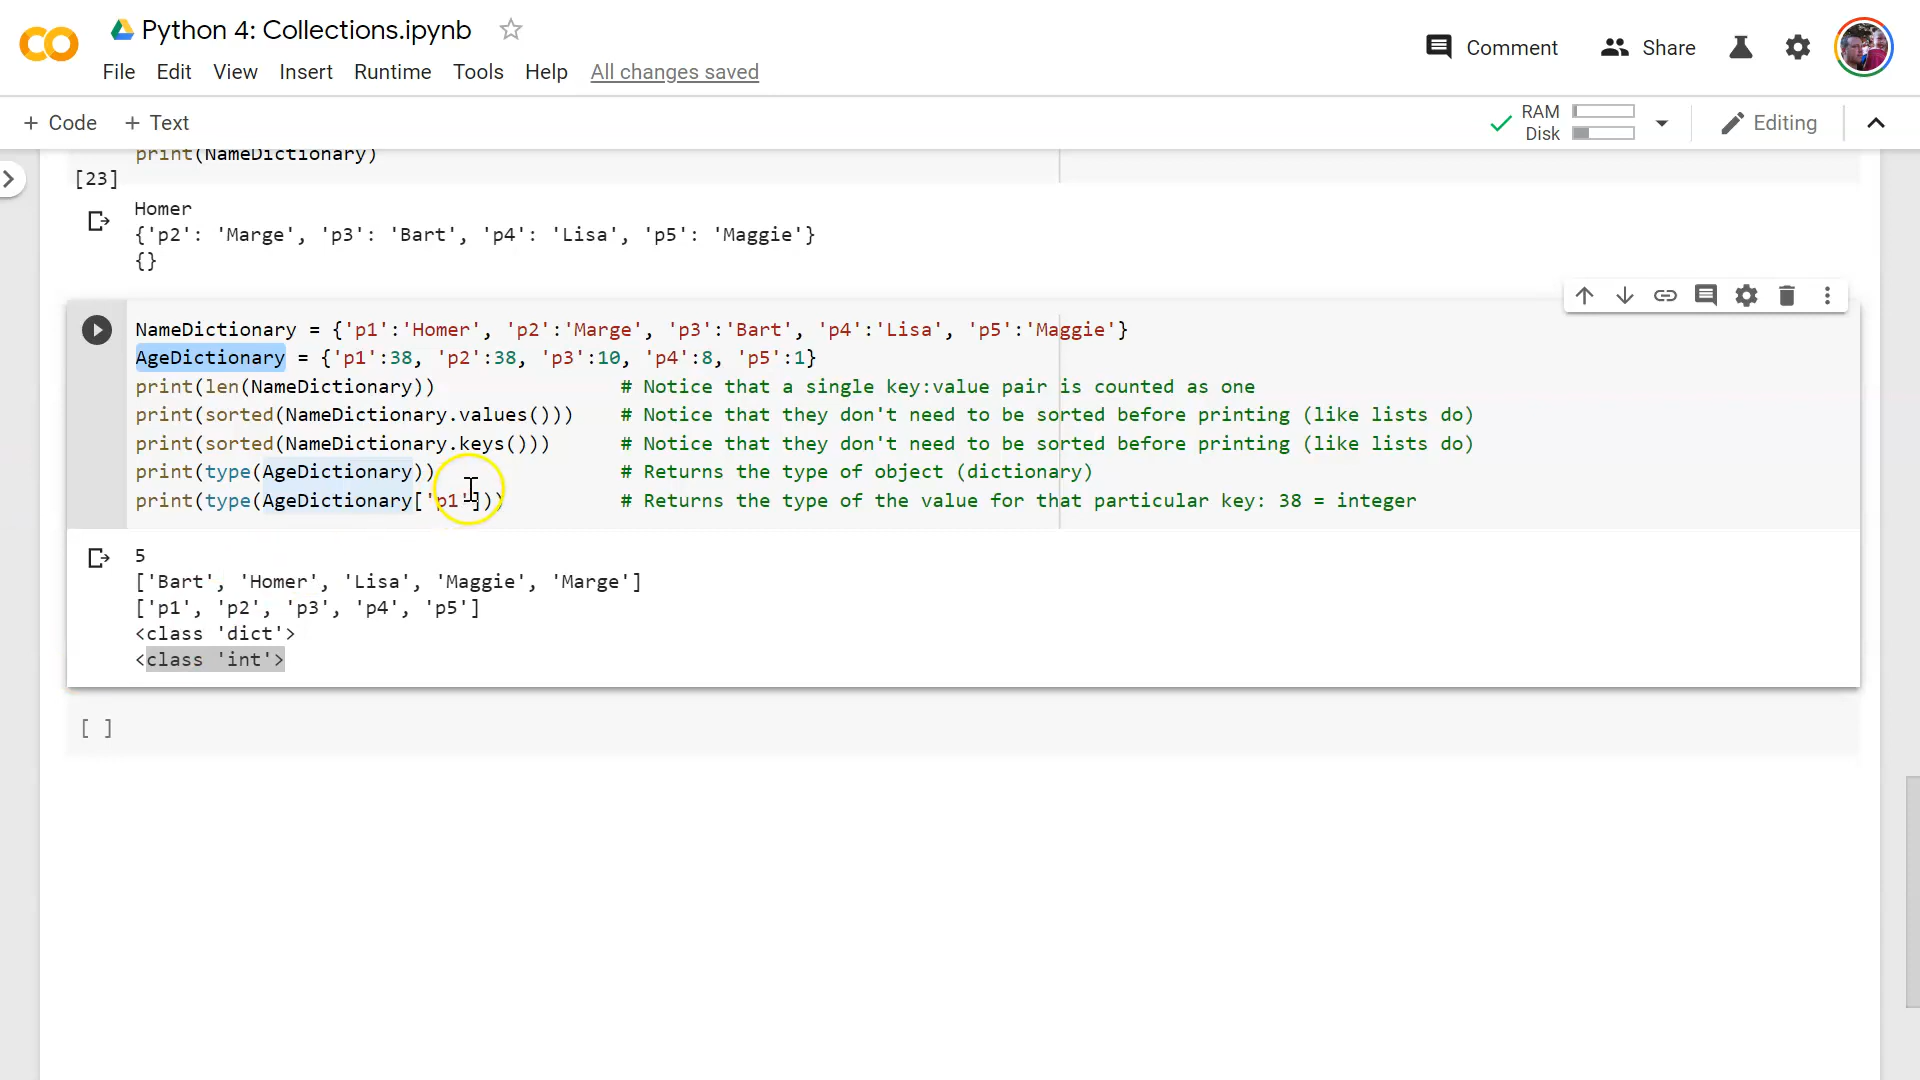 Python 4: Collections.ipynb
File Edit View Insert Runtime Tools Help All changes saved
Comment
Share
+ Code + Text
RAM
Disk
Editing
print(NameDictionary)
[23]
Homer
{'p2': 'Marge', 'p3': 'Bart', 'p4': 'Lisa', 'p5': 'Maggie'}
{}
NameDictionary = {'p1':'Homer', 'p2':'Marge', 'p3':'Bart', 'p4':'Lisa', 'p5':'Maggie'}
AgeDictionary = {'p1':38, 'p2':38, 'p3':10, 'p4':8, 'p5':1}
print(len(NameDictionary)) # Notice that a single key:value pair is counted as one
print(sorted(NameDictionary.values())) # Notice that they don't need to be sorted before printing (like lists do)
print(sorted(NameDictionary.keys())) # Notice that they don't need to be sorted before printing (like lists do)
print(type(AgeDictionary)) # Returns the type of object (dictionary)
print(type(AgeDictionary['p1'])) # Returns the type of the value for that particular key: 38 = integer
5
['Bart', 'Homer', 'Lisa', 'Maggie', 'Marge']
['p1', 'p2', 'p3', 'p4', 'p5']
<class 'dict'>
<class 'int'>
[ ]